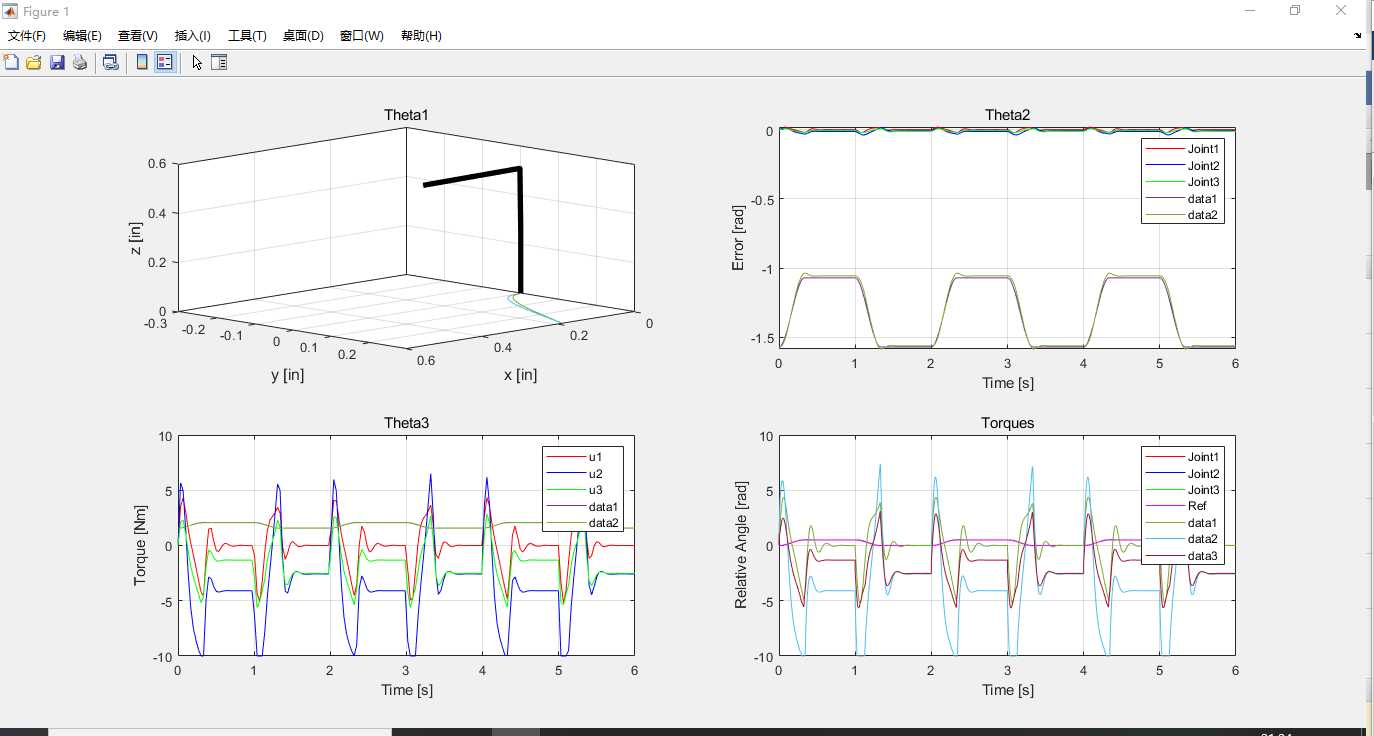 Figure 1
文件(F) 编辑(E) 查看(V) 插入(I) 工具(T) 桌面(D) 窗口(W) 帮助(H)
Theta1
0.6
0.4
0.2
0
z [in]
-0.3
-0.2
-0.1
0
0.1
0.2
y [in]
0.6
0.4
0.2
0
x [in]
Theta2
0
-0.5
-1
-1.5
Error [rad]
Joint1
Joint2
Joint3
data1
data2
0 1 2 3 4 5 6
Time [s]
Theta3
10
5
0
-5
-10
Torque [Nm]
u1
u2
u3
data1
data2
0 1 2 3 4 5 6
Time [s]
Torques
10
5
0
-5
-10
Relative Angle [rad]
Joint1
Joint2
Joint3
Ref
data1
data2
data3
0 1 2 3 4 5 6
Time [s]